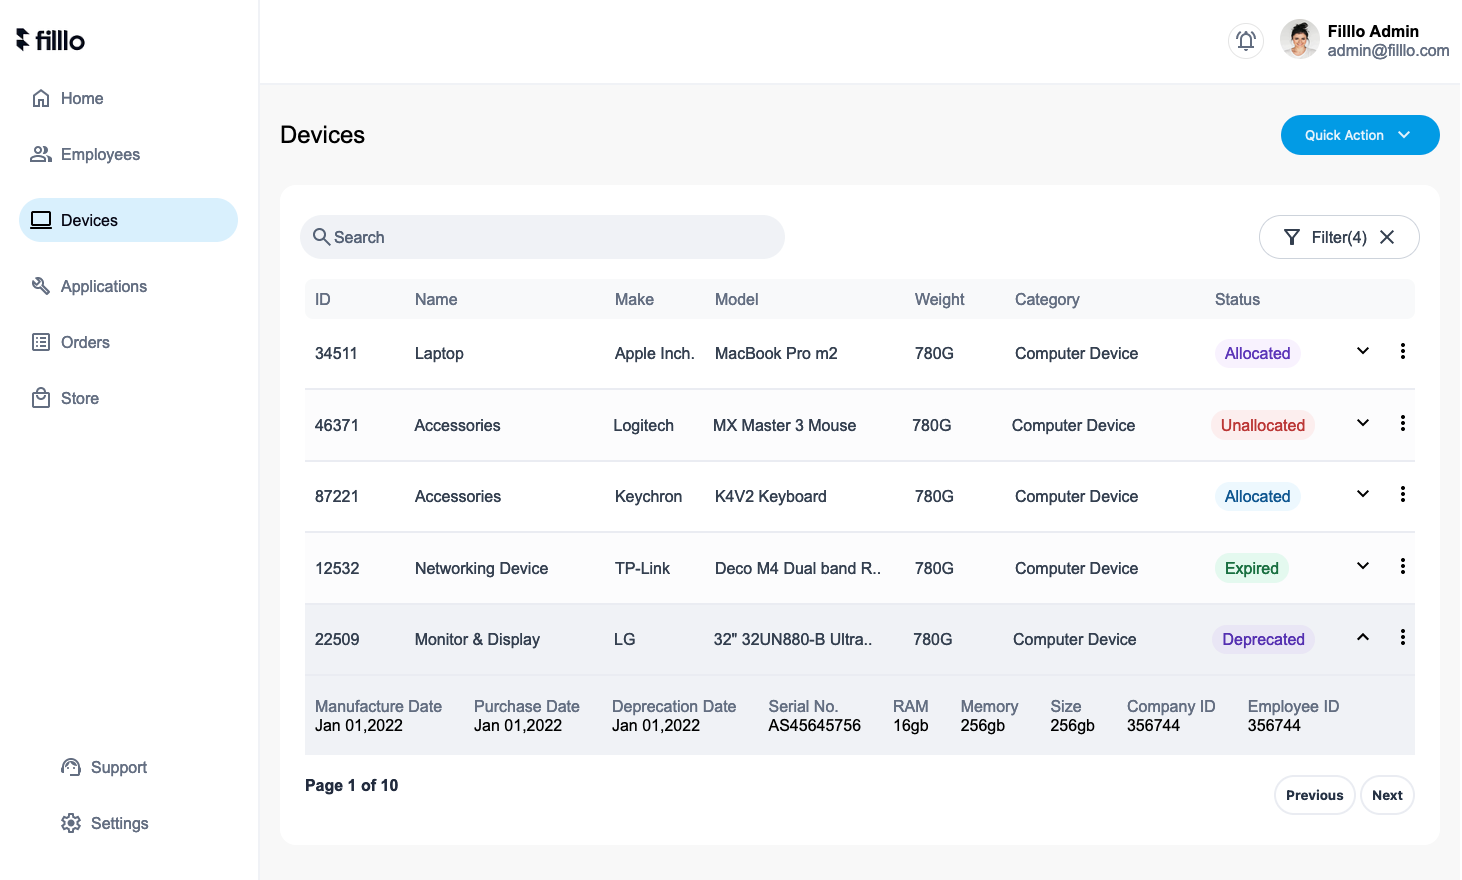 filllo
Filllo Admin
admin@filllo.com
Home
Employees
Devices
Applications
Orders
Store
Support
Settings
Devices
Quick Action
Search
Filter(4)
ID Name Make Model Weight Category Status
34511 Laptop Apple Inch. MacBook Pro m2 780G Computer Device Allocated
46371 Accessories Logitech MX Master 3 Mouse 780G Computer Device Unallocated
87221 Accessories Keychron K4V2 Keyboard 780G Computer Device Allocated
12532 Networking Device TP-Link Deco M4 Dual band R.. 780G Computer Device Expired
22509 Monitor & Display LG 32" 32UN880-B Ultra.. 780G Computer Device Deprecated
Manufacture Date Purchase Date Deprecation Date Serial No. RAM Memory Size Company ID Employee ID
Jan 01,2022 Jan 01,2022 Jan 01,2022 AS45645756 16gb 256gb 256gb 356744 356744
Page 1 of 10
Previous Next